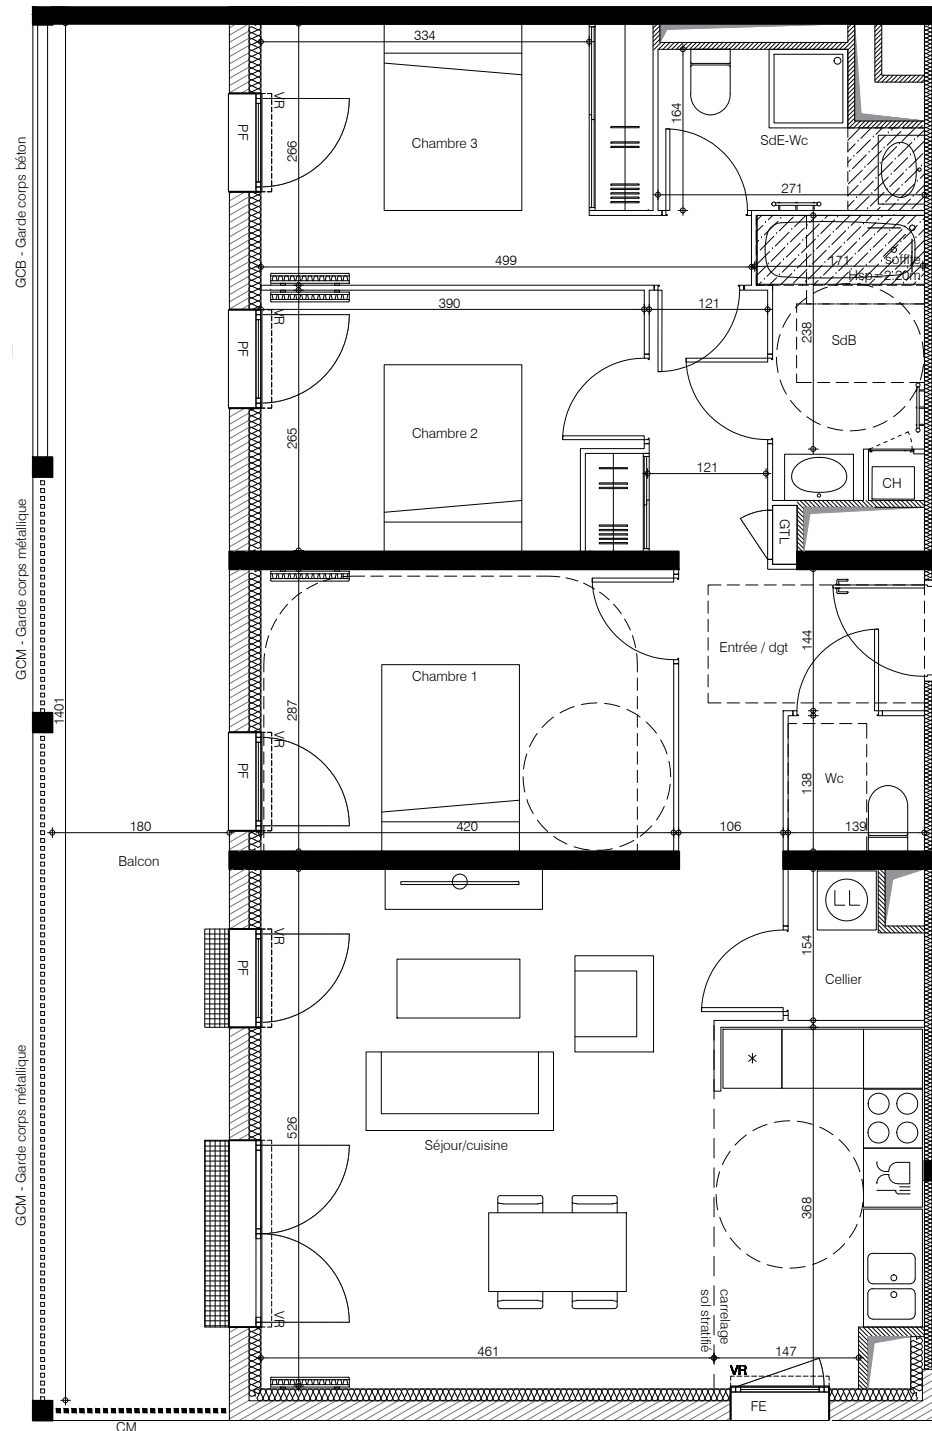 334
VR
PF
266
Chambre 3
164
SdE-Wc
271
GCB - Garde corps béton
499
171
soffite
Hsp= 2.20m
390
121
VR
PF
238
SdB
265
Chambre 2
121
CH
GTL
GCM - Garde corps métallique
1401
Entrée / dgt
144
Chambre 1
287
VR
PF
138
Wc
180
420
106
139
Balcon
VR
PF
LL
154
Cellier
GCM - Garde corps métallique
526
Séjour/cuisine
368
VR
carrelage
sol stratifié
461
147
VR
FE
CM